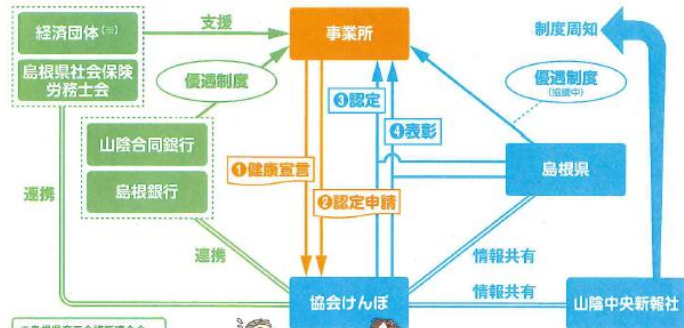 経済団体(※)
支援
事業所
制度周知
島根県社会保険
労務士会
優遇制度
優遇制度
(協議中)
③認定
④表彰
山陰合同銀行
島根銀行
①健康宣言
②認定申請
島根県
連携
連携
情報共有
情報共有
協会けんぽ
山陰中央新報社